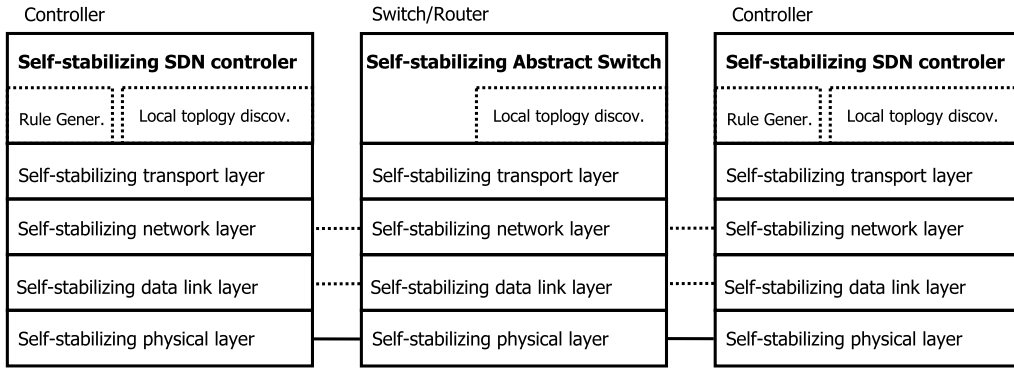 Controller
Switch/Router
Controller
Self-stabilizing SDN controler
Self-stabilizing Abstract Switch
Self-stabilizing SDN controler
Rule Gener.
Local toplogy discov.
Local toplogy discov.
Rule Gener.
Local toplogy discov.
Self-stabilizing transport layer
Self-stabilizing transport layer
Self-stabilizing transport layer
Self-stabilizing network layer
Self-stabilizing network layer
Self-stabilizing network layer
Self-stabilizing data link layer
Self-stabilizing data link layer
Self-stabilizing data link layer
Self-stabilizing physical layer
Self-stabilizing physical layer
Self-stabilizing physical layer